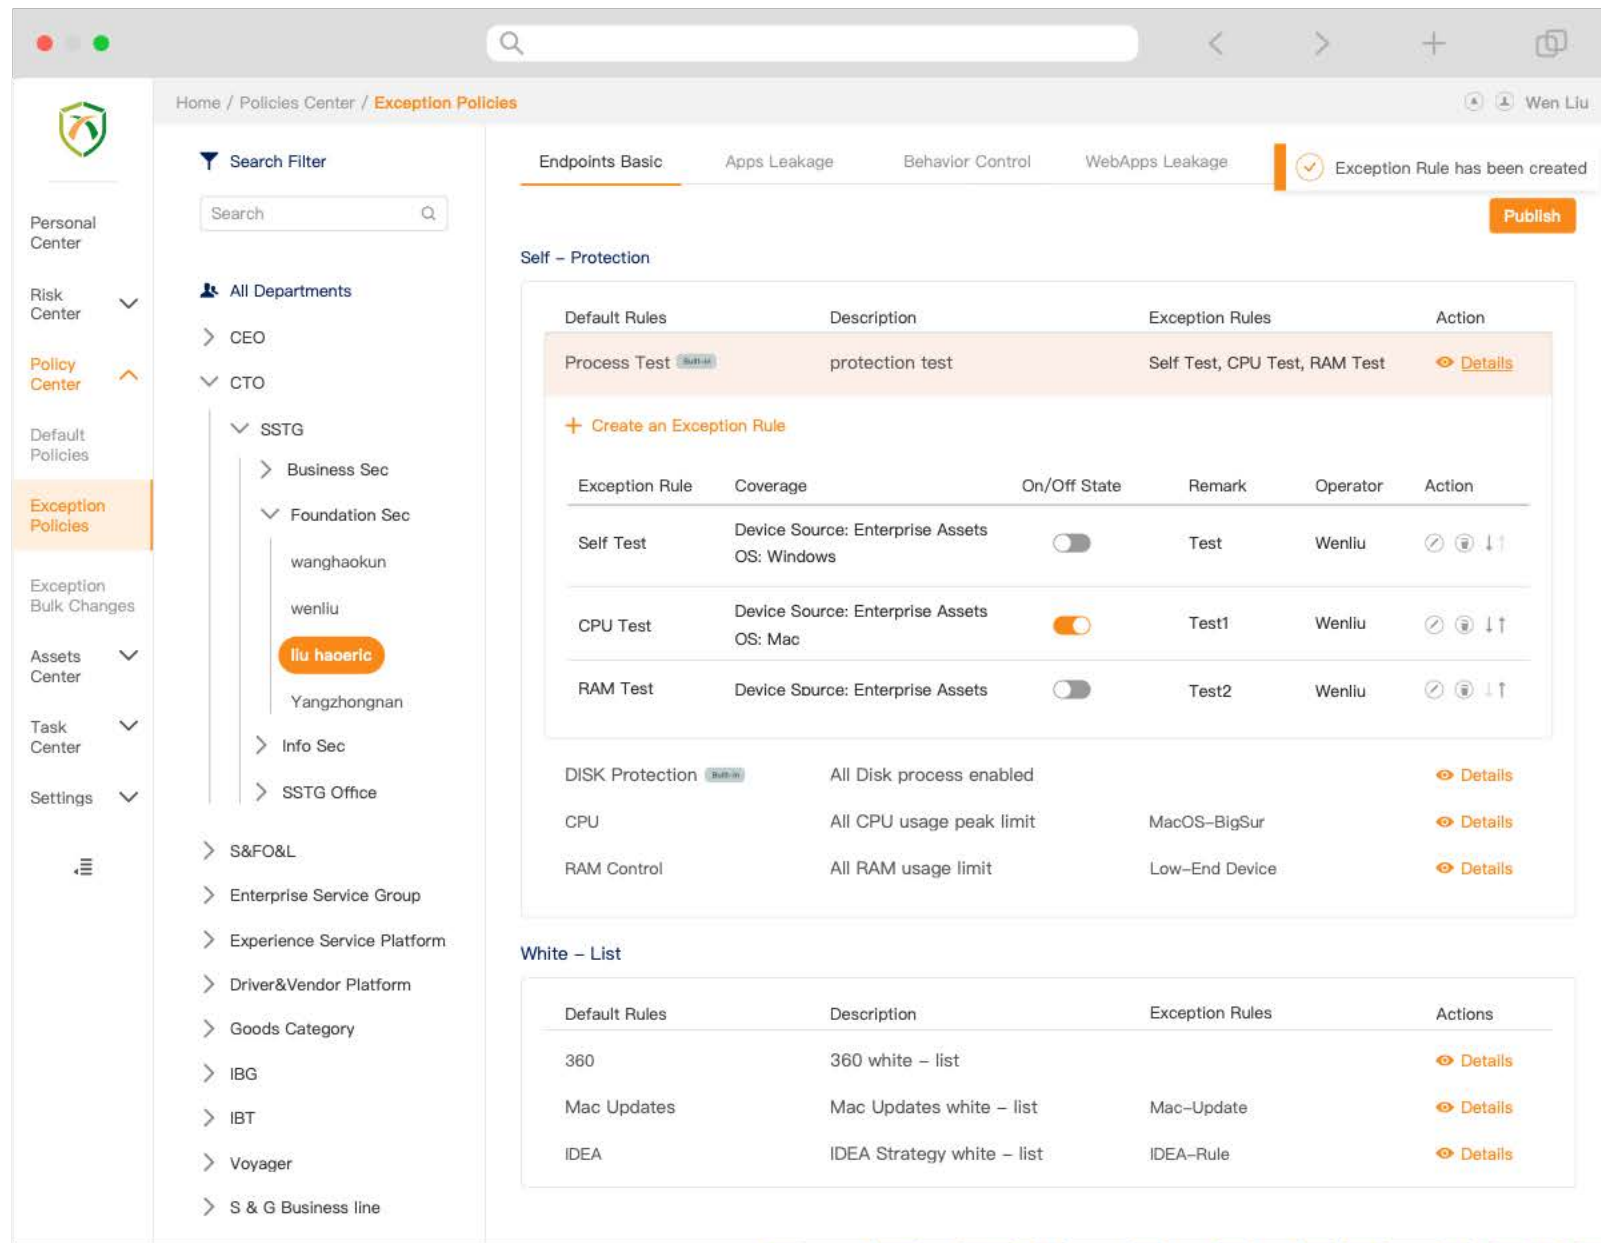 Home / Policies Center / Exception Policies
Wen Liu
Personal
Center
Risk
Center
Policy
Center
Default
Policies
Exception
Policies
Exception
Bulk Changes
Assets
Center
Task
Center
Settings
Search Filter
Search
All Departments
CEO
CTO
SSTG
Business Sec
Foundation Sec
wanghaokun
wenliu
liu haoeric
Yangzhongnan
Info Sec
SSTG Office
S&FO&L
Enterprise Service Group
Experience Service Platform
Driver&Vendor Platform
Goods Category
IBG
IBT
Voyager
S & G Business line
Endpoints Basic Apps Leakage Behavior Control WebApps Leakage
Exception Rule has been created
Publish
Self – Protection
Default Rules Description Exception Rules Action
Process Test Built-in protection test Self Test, CPU Test, RAM Test Details
+ Create an Exception Rule
Exception Rule Coverage On/Off State Remark Operator Action
Self Test Device Source: Enterprise Assets Test Wenliu
OS: Windows
CPU Test Device Source: Enterprise Assets Test1 Wenliu
OS: Mac
RAM Test Device Source: Enterprise Assets Test2 Wenliu
DISK Protection Built-in All Disk process enabled Details
CPU All CPU usage peak limit MacOS–BigSur Details
RAM Control All RAM usage limit Low–End Device Details
White – List
Default Rules Description Exception Rules Actions
360 360 white – list Details
Mac Updates Mac Updates white – list Mac–Update Details
IDEA IDEA Strategy white – list IDEA–Rule Details